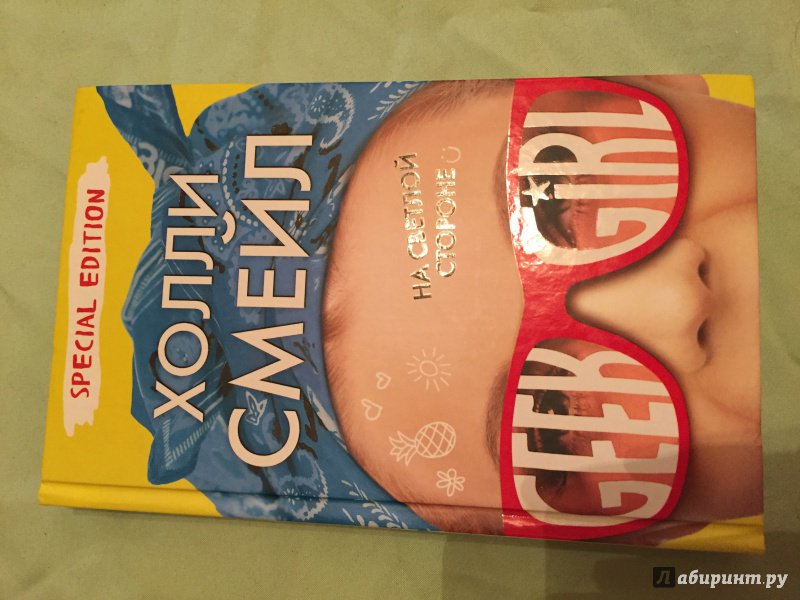 SPECIAL EDITION
ХОЛЛИ
СМЕЙЛ
НА СВЕТЛОЙ
СТОРОНЕ
GEEK GIRL
Лабиринт.ру